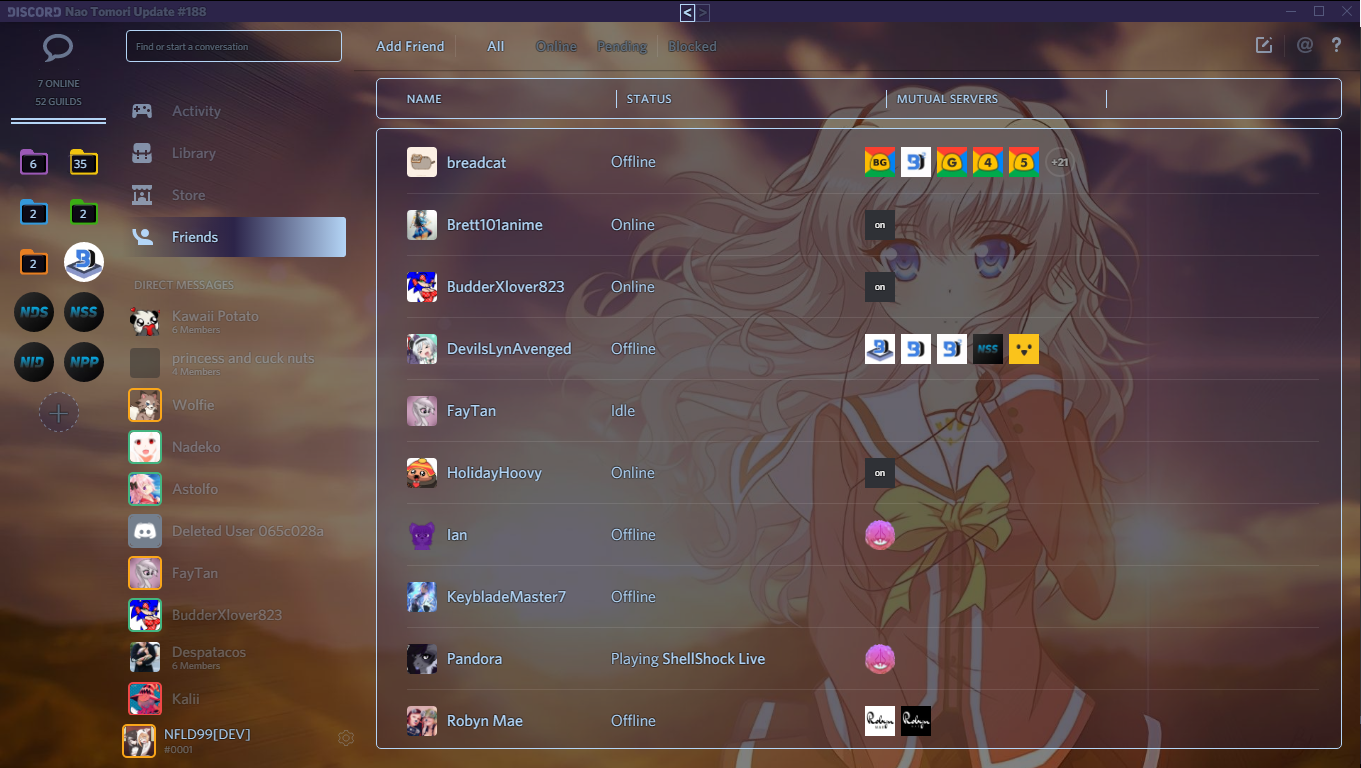 DISCORD Nao Tomori Update #188
< >
7 ONLINE
52 GUILDS
6
35
2
2
2
NDS
NSS
NID
NPP
Find or start a conversation
Activity
Library
Store
Friends
DIRECT MESSAGES
Kawaii Potato
6 Members
princess and cuck nuts
4 Members
Wolfie
Nadeko
Astolfo
Deleted User 065c028a
FayTan
BudderXlover823
Despatacos
6 Members
Kalii
NFLD99[DEV]
#0001
Add Friend All Online Pending Blocked @ ?
NAME STATUS MUTUAL SERVERS
breadcat Offline BG G 4 5 +21
Brett101anime Online on
BudderXlover823 Online on
DevilsLynAvenged Offline NSS
FayTan Idle
HolidayHoovy Online on
Ian Offline
KeybladeMaster7 Offline
Pandora Playing ShellShock Live
Robyn Mae Offline Robyn Robyn